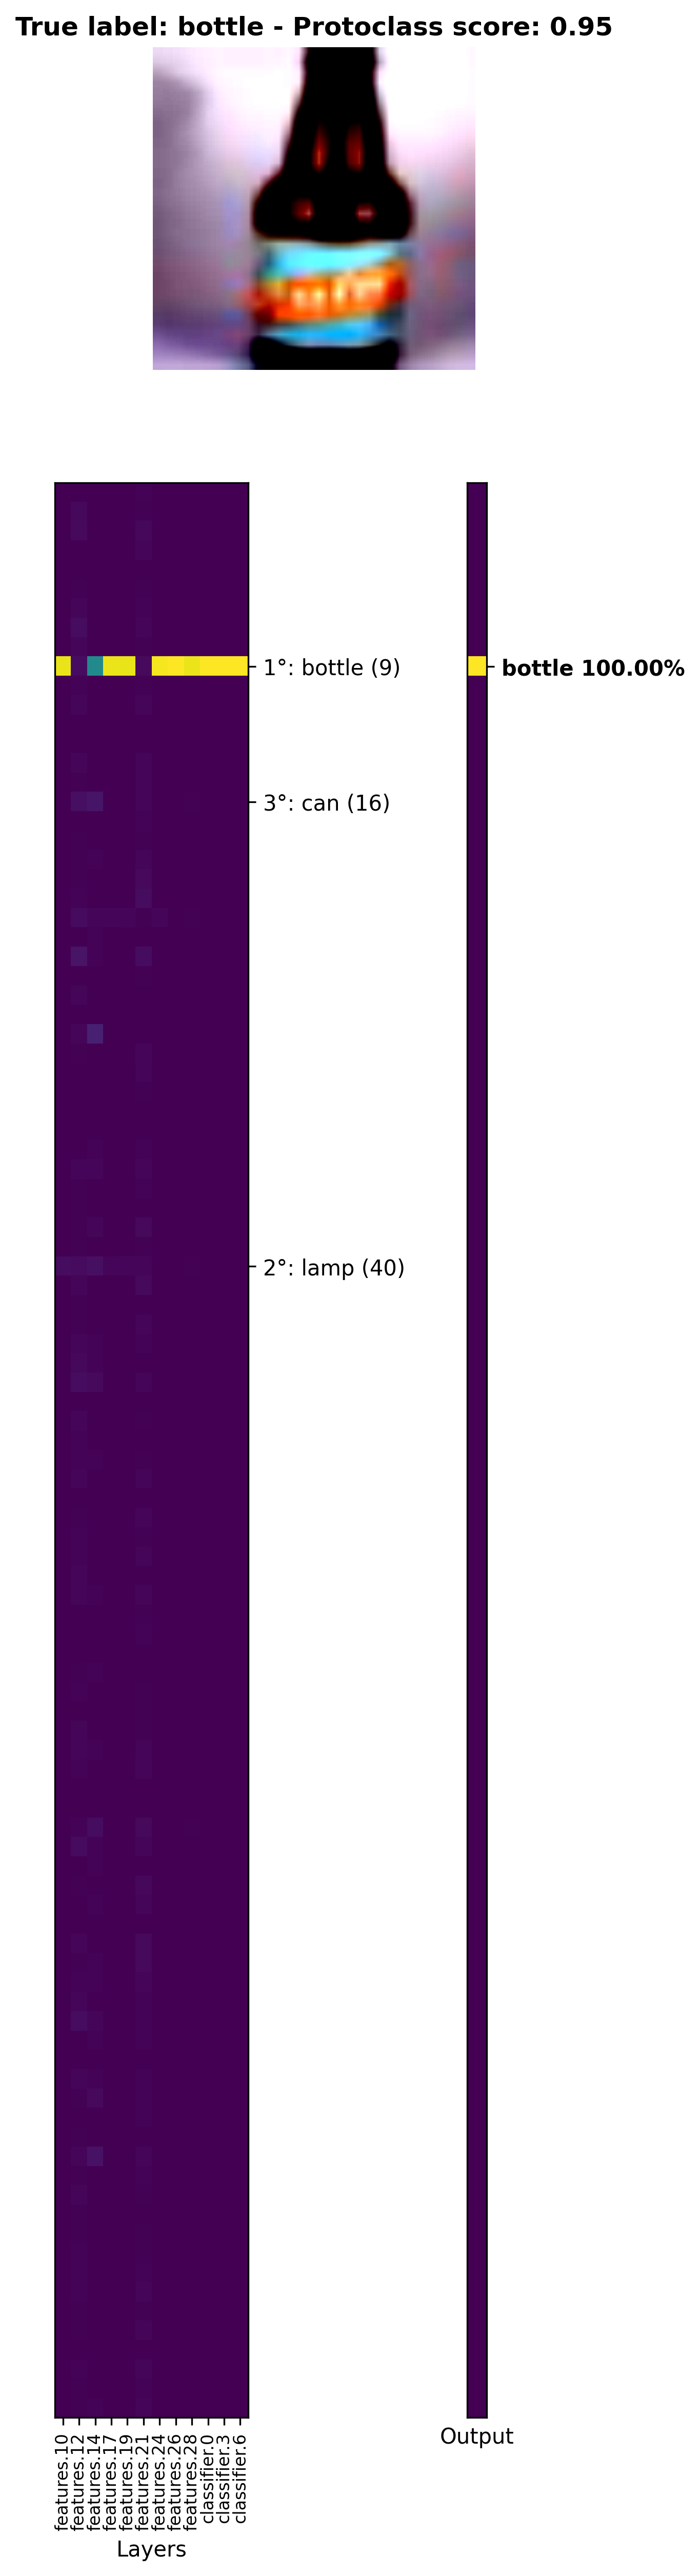 True label: bottle - Protoclass score: 0.95
1°: bottle (9)
bottle 100.00%
3°: can (16)
2°: lamp (40)
features.10
features.12
features.14
features.17
features.19
features.21
features.24
features.26
features.28
classifier.0
classifier.3
classifier.6
Output
Layers